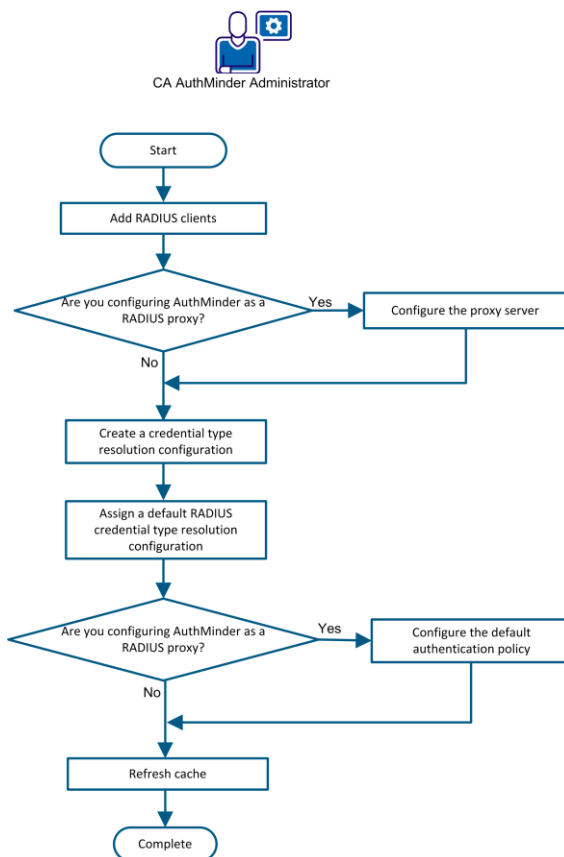 CA AuthMinder Administrator
Start
Add RADIUS clients
Are you configuring AuthMinder as a
RADIUS proxy?
Yes
Configure the proxy server
No
Create a credential type
resolution configuration
Assign a default RADIUS
credential type resolution
configuration
Are you configuring AuthMinder as a
RADIUS proxy?
Yes
Configure the default
authentication policy
No
Refresh cache
Complete